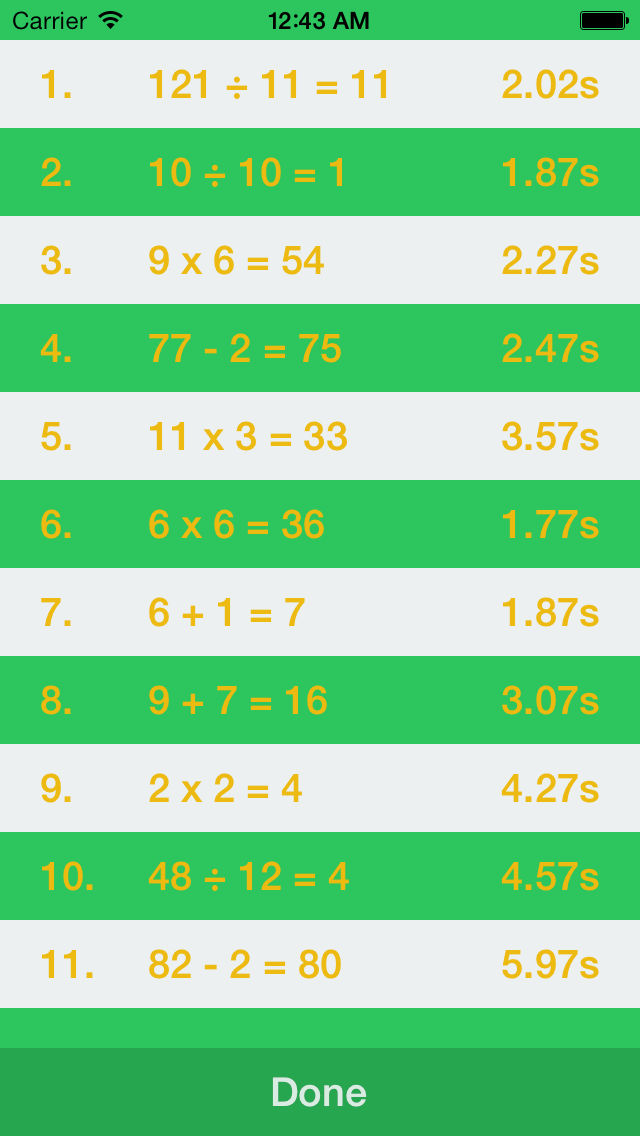 Carrier 12:43 AM
1. 121 ÷ 11 = 11 2.02s
2. 10 ÷ 10 = 1 1.87s
3. 9 x 6 = 54 2.27s
4. 77 - 2 = 75 2.47s
5. 11 x 3 = 33 3.57s
6. 6 x 6 = 36 1.77s
7. 6 + 1 = 7 1.87s
8. 9 + 7 = 16 3.07s
9. 2 x 2 = 4 4.27s
10. 48 ÷ 12 = 4 4.57s
11. 82 - 2 = 80 5.97s
Done